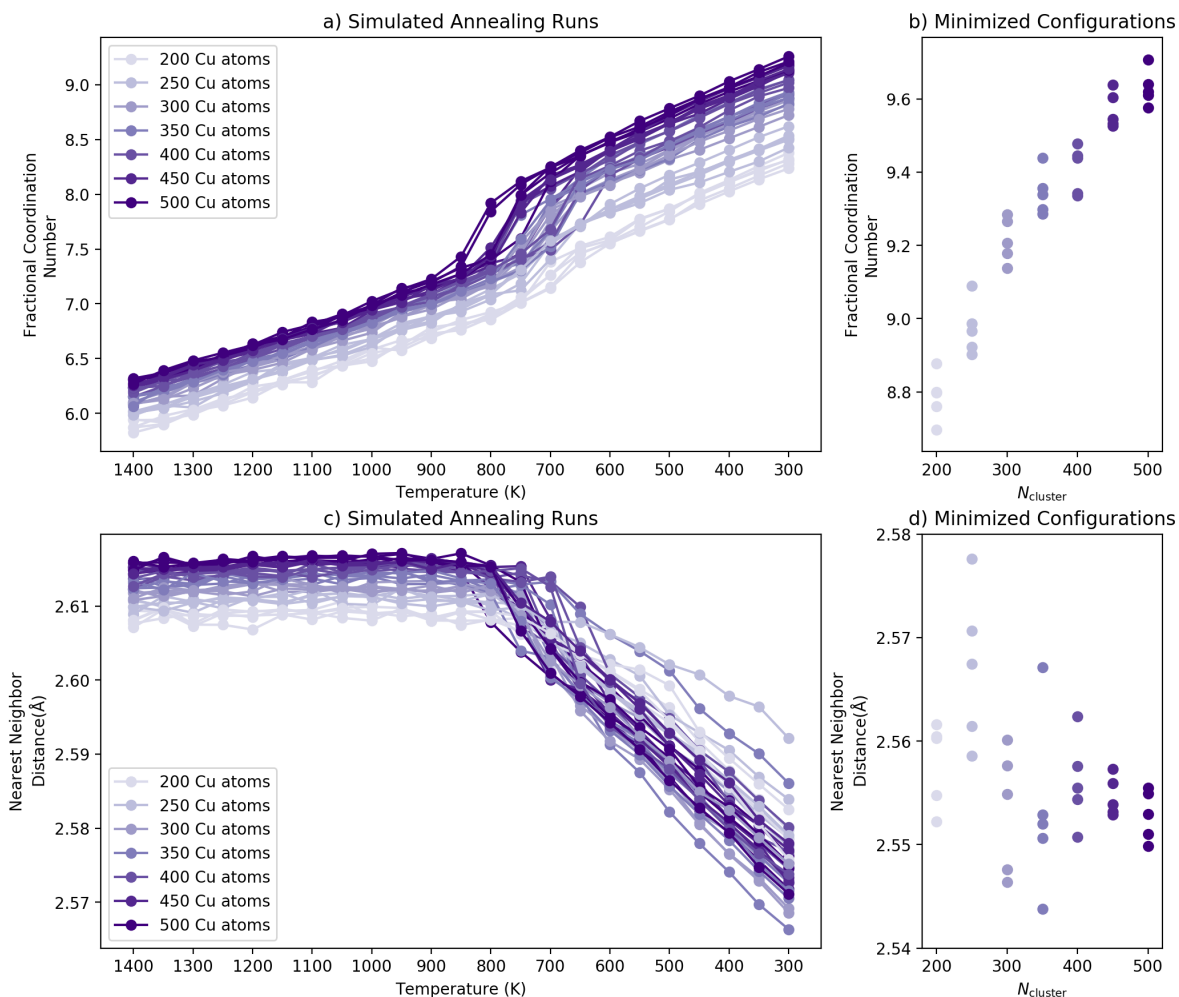 a) Simulated Annealing Runs
9.0
8.5
8.0
7.5
7.0
6.5
6.0
Fractional Coordination
Number
200 Cu atoms
250 Cu atoms
300 Cu atoms
350 Cu atoms
400 Cu atoms
450 Cu atoms
500 Cu atoms
1400 1300 1200 1100 1000 900 800 700 600 500 400 300
Temperature (K)
b) Minimized Configurations
9.6
9.4
9.2
9.0
8.8
Fractional Coordination
Number
200 300 400 500
Ncluster
c) Simulated Annealing Runs
2.61
2.60
2.59
2.58
2.57
Nearest Neighbor
Distance(Å)
200 Cu atoms
250 Cu atoms
300 Cu atoms
350 Cu atoms
400 Cu atoms
450 Cu atoms
500 Cu atoms
1400 1300 1200 1100 1000 900 800 700 600 500 400 300
Temperature (K)
d) Minimized Configurations
2.58
2.57
2.56
2.55
2.54
Nearest Neighbor
Distance(Å)
200 300 400 500
Ncluster